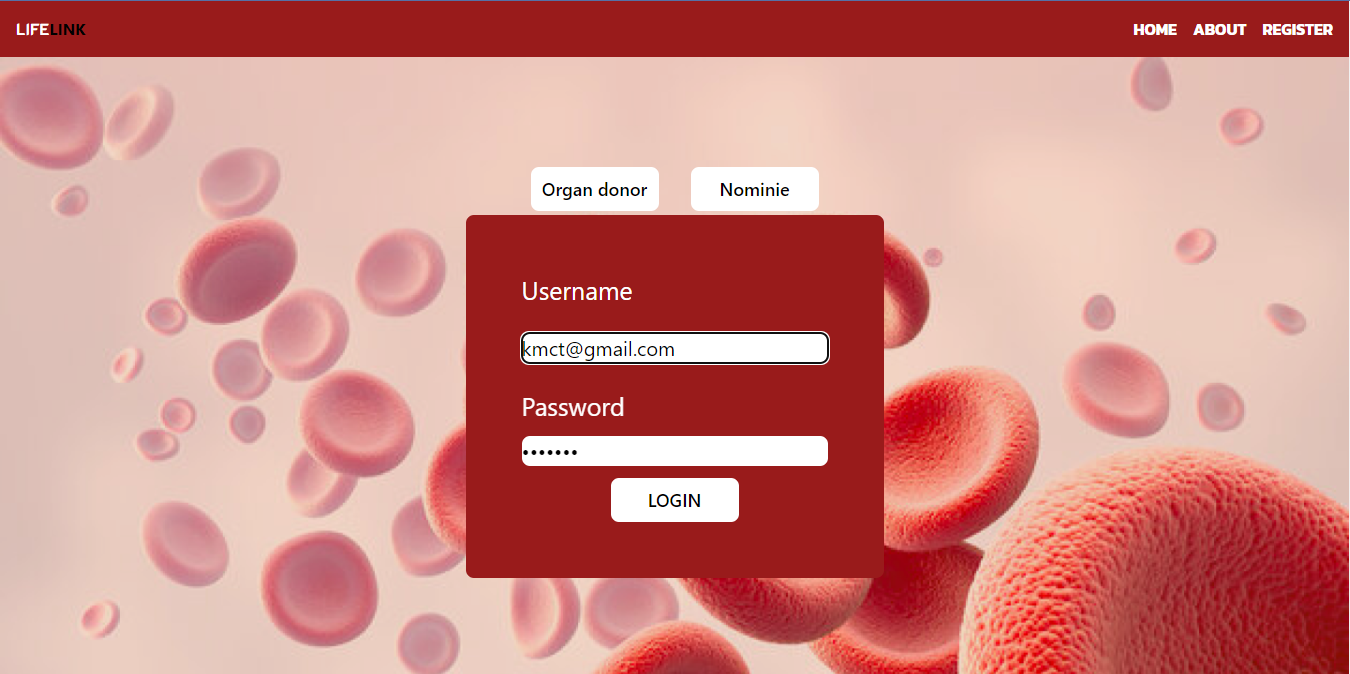 LIFELINK
HOME ABOUT REGISTER
Organ donor Nominie
Username
kmct@gmail.com
Password
•••••••
LOGIN